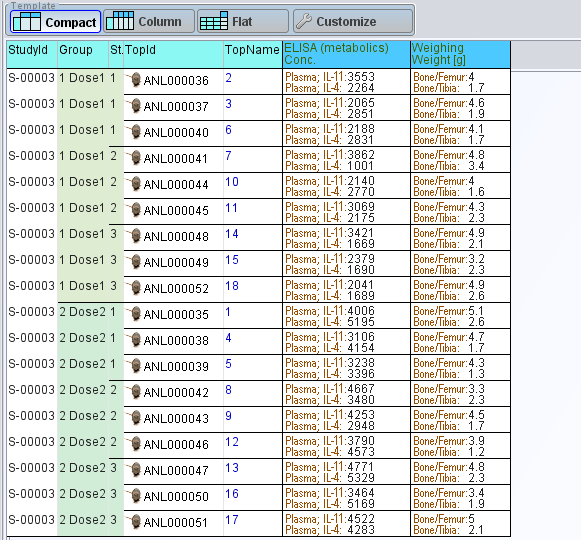 Template
Compact Column Flat Customize
StudyId Group St. TopId TopName ELISA (metabolics) Conc. Weighing Weight [g]
S-00003 1 Dose1 1 ANL000036 2 Plasma; IL-11:3553 Bone/Femur:4
Plasma; IL-4: 2264 Bone/Tibia: 1.7
S-00003 1 Dose1 1 ANL000037 3 Plasma; IL-11:2065 Bone/Femur:4.6
Plasma; IL-4: 2851 Bone/Tibia: 1.9
S-00003 1 Dose1 1 ANL000040 6 Plasma; IL-11:2188 Bone/Femur:4.1
Plasma; IL-4: 2831 Bone/Tibia: 1.7
S-00003 1 Dose1 2 ANL000041 7 Plasma; IL-11:3862 Bone/Femur:4.8
Plasma; IL-4: 1001 Bone/Tibia: 3.4
S-00003 1 Dose1 2 ANL000044 10 Plasma; IL-11:2140 Bone/Femur:4
Plasma; IL-4: 2770 Bone/Tibia: 1.6
S-00003 1 Dose1 2 ANL000045 11 Plasma; IL-11:3069 Bone/Femur:4.3
Plasma; IL-4: 2175 Bone/Tibia: 2.3
S-00003 1 Dose1 3 ANL000048 14 Plasma; IL-11:3421 Bone/Femur:4.9
Plasma; IL-4: 1669 Bone/Tibia: 2.1
S-00003 1 Dose1 3 ANL000049 15 Plasma; IL-11:2379 Bone/Femur:3.2
Plasma; IL-4: 1690 Bone/Tibia: 2.3
S-00003 1 Dose1 3 ANL000052 18 Plasma; IL-11:2041 Bone/Femur:4.9
Plasma; IL-4: 1689 Bone/Tibia: 2.6
S-00003 2 Dose2 1 ANL000035 1 Plasma; IL-11:4006 Bone/Femur:5.1
Plasma; IL-4: 5195 Bone/Tibia: 2.6
S-00003 2 Dose2 1 ANL000038 4 Plasma; IL-11:3106 Bone/Femur:4.7
Plasma; IL-4: 4154 Bone/Tibia: 1.7
S-00003 2 Dose2 1 ANL000039 5 Plasma; IL-11:3238 Bone/Femur:4.3
Plasma; IL-4: 3396 Bone/Tibia: 1.3
S-00003 2 Dose2 2 ANL000042 8 Plasma; IL-11:4667 Bone/Femur:3.3
Plasma; IL-4: 3480 Bone/Tibia: 2.3
S-00003 2 Dose2 2 ANL000043 9 Plasma; IL-11:4253 Bone/Femur:4.5
Plasma; IL-4: 2948 Bone/Tibia: 1.7
S-00003 2 Dose2 2 ANL000046 12 Plasma; IL-11:3790 Bone/Femur:3.9
Plasma; IL-4: 4573 Bone/Tibia: 1.2
S-00003 2 Dose2 3 ANL000047 13 Plasma; IL-11:4771 Bone/Femur:4.8
Plasma; IL-4: 5329 Bone/Tibia: 2.3
S-00003 2 Dose2 3 ANL000050 16 Plasma; IL-11:3464 Bone/Femur:3.4
Plasma; IL-4: 5169 Bone/Tibia: 1.9
S-00003 2 Dose2 3 ANL000051 17 Plasma; IL-11:4522 Bone/Femur:5
Plasma; IL-4: 4283 Bone/Tibia: 2.1